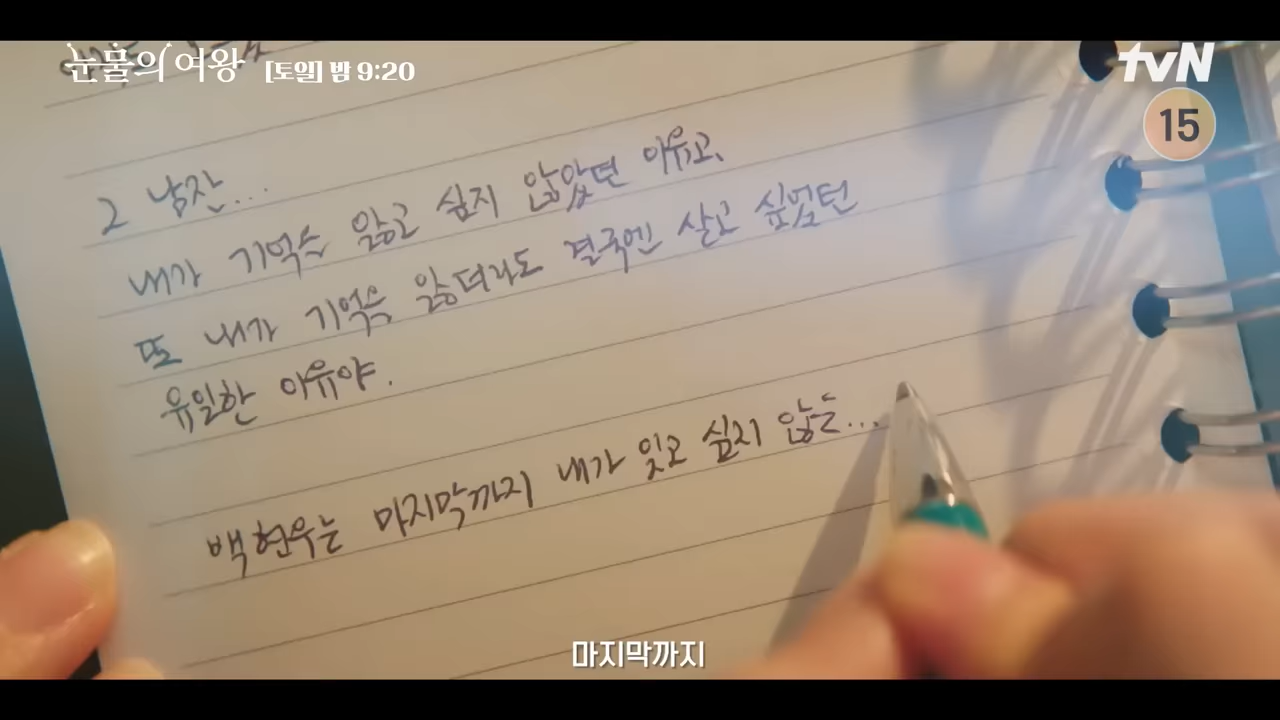 눈물의 여왕 [토일] 밤 9:20
tvN
15
그 남잔..
내가 기억을 잃고 싶지 않았던 이유고,
또 내가 기억을 잃더라도 결국엔 살고 싶었던
유일한 이유야.
백현우는 마지막까지 내가 잊고 싶지 않은...
마지막까지